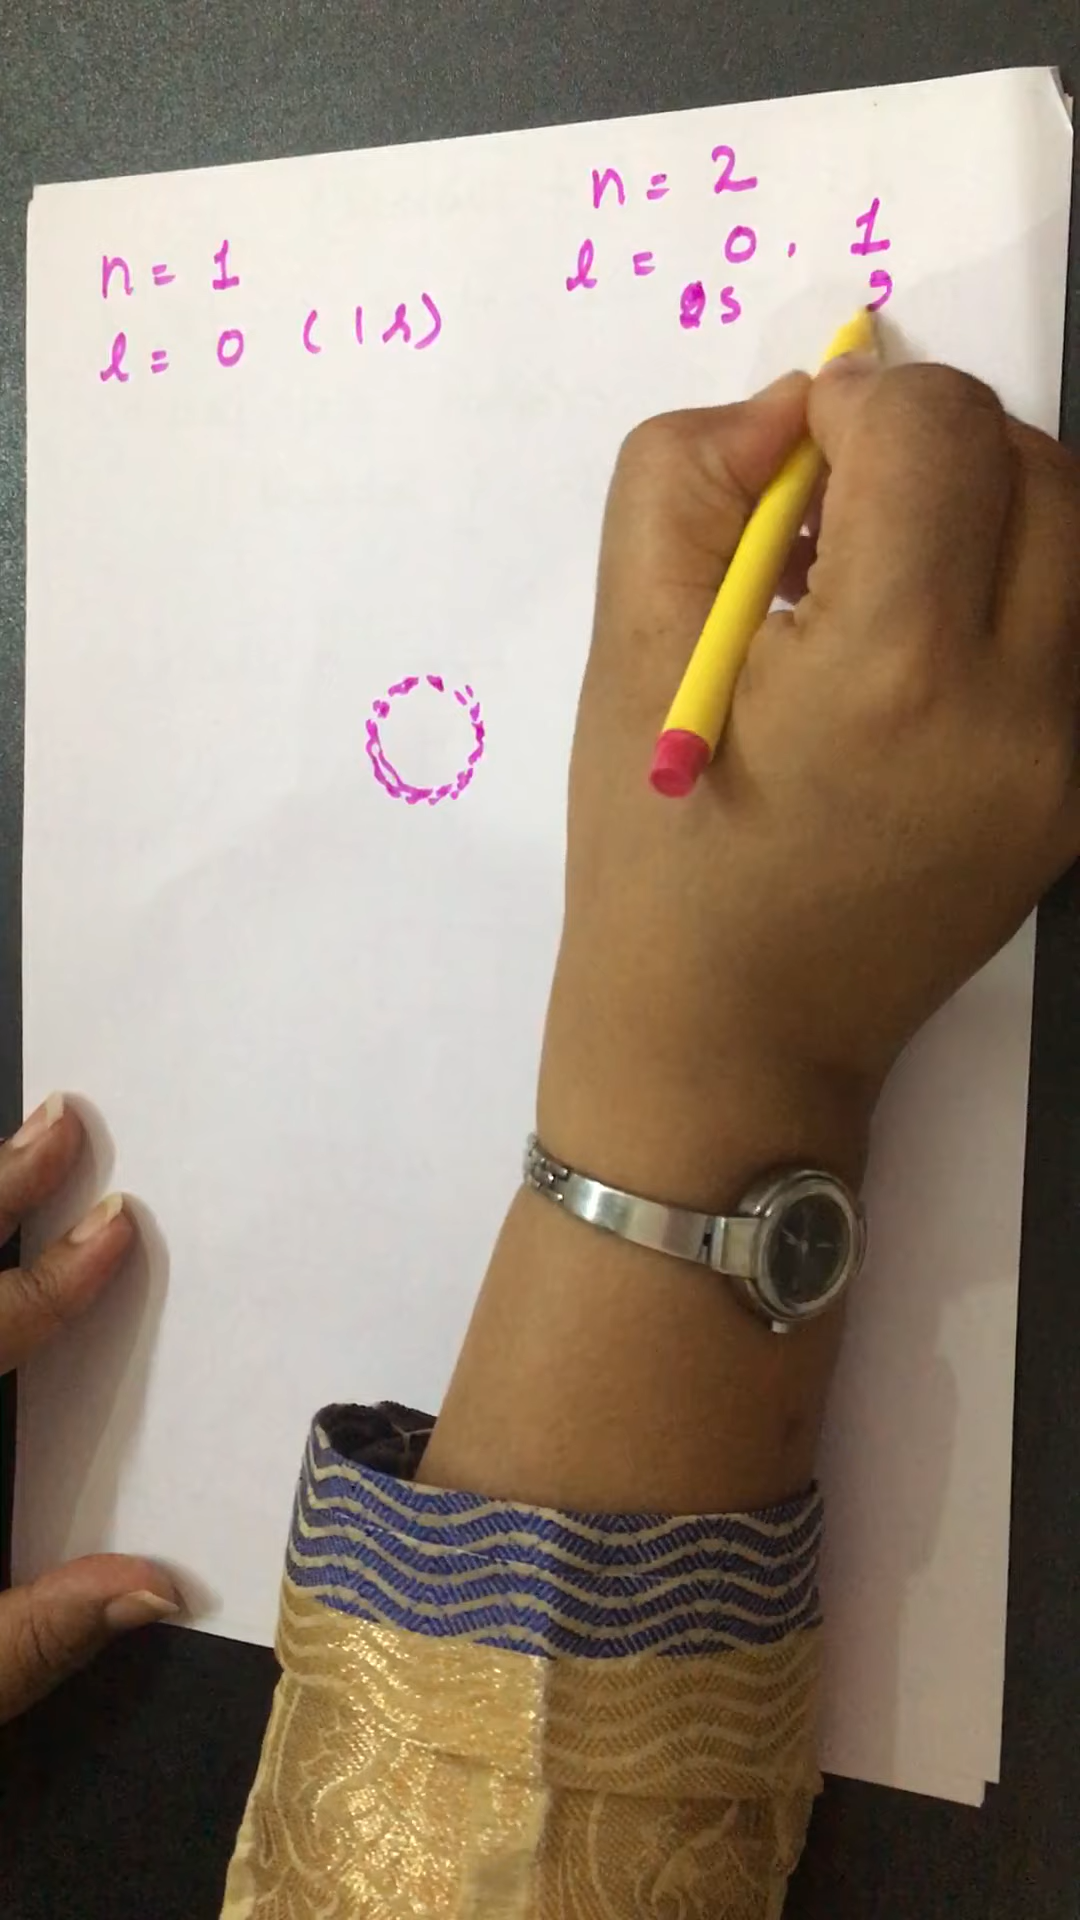 n = 1
l = 0 (1s)
n = 2
l = 0, 1
2s